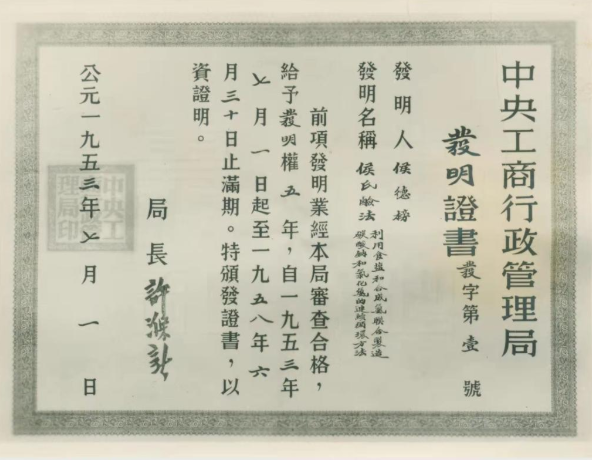 中央工商行政管理局
發明證書發字第壹號
發明人侯德榜
發明名稱侯氏鹼法
利用食鹽和合成氨聯合製造
碳酸鈉和氯化氨的連續循環方法
前項發明業經本局審查合格，
給予發明權五年，自一九五三年
七月一日起至一九五八年六
月三十日止滿期。特頒發證書，以
資證明。
局長許滌新
公元一九五三年七月一日
中央工商行政管理局印